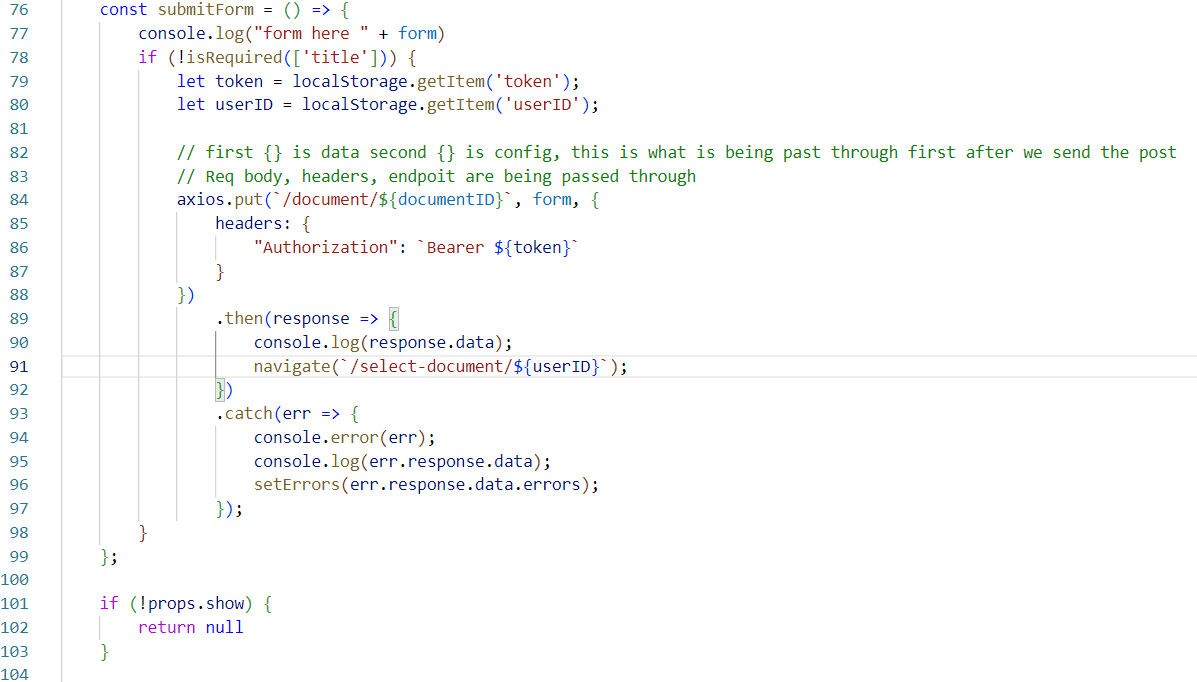 76 const submitForm = () => {
77 console.log("form here " + form)
78 if (!isRequired(['title'])) {
79 let token = localStorage.getItem('token');
80 let userID = localStorage.getItem('userID');
81
82 // first {} is data second {} is config, this is what is being past through first after we send the post
83 // Req body, headers, endpoit are being passed through
84 axios.put(`/document/${documentID}`, form, {
85 headers: {
86 "Authorization": `Bearer ${token}`
87 }
88 })
89 .then(response => {
90 console.log(response.data);
91 navigate(`/select-document/${userID}`);
92 })
93 .catch(err => {
94 console.error(err);
95 console.log(err.response.data);
96 setErrors(err.response.data.errors);
97 });
98 }
99 };
100
101 if (!props.show) {
102 return null
103 }
104